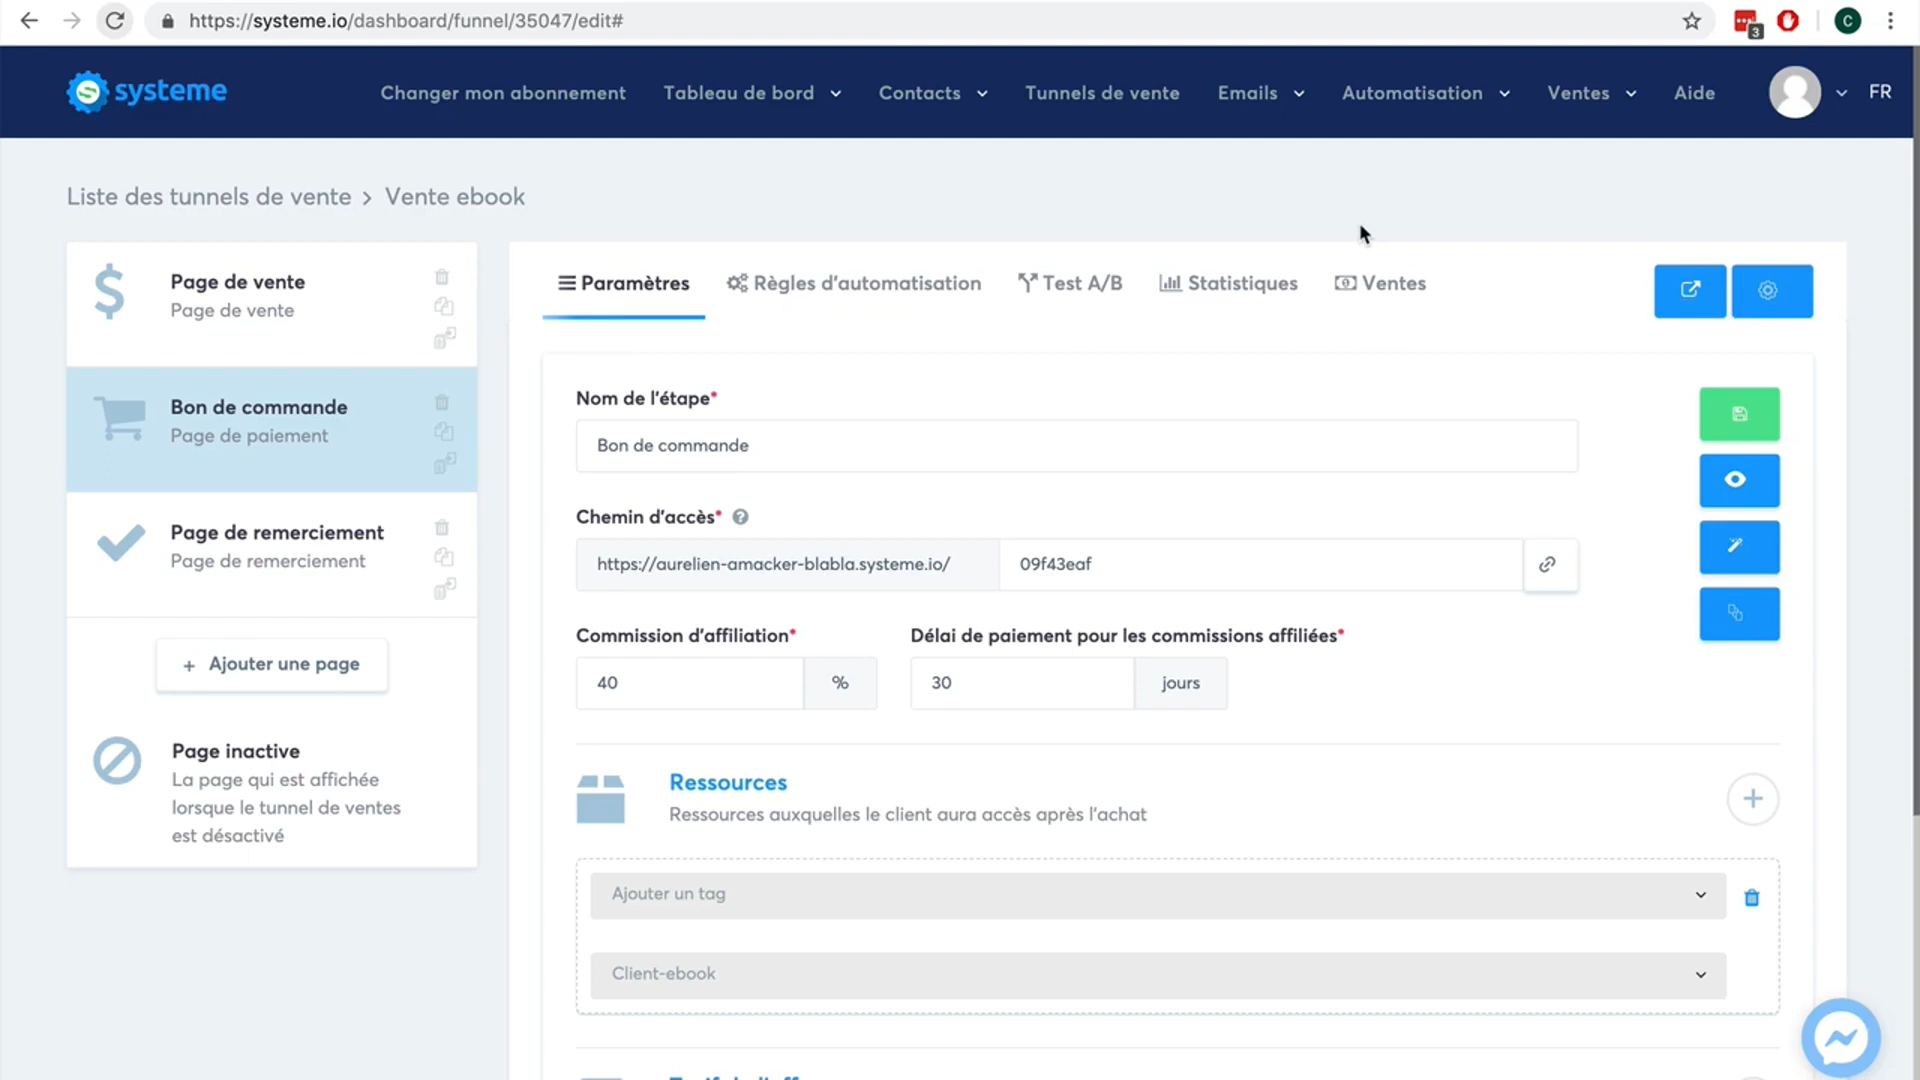 https://systeme.io/dashboard/funnel/35047/edit#
3
C
systeme
Changer mon abonnement
Tableau de bord
Contacts
Tunnels de vente
Emails
Automatisation
Ventes
Aide
FR
Liste des tunnels de vente > Vente ebook
Page de vente
Page de vente
Bon de commande
Page de paiement
Page de remerciement
Page de remerciement
+ Ajouter une page
Page inactive
La page qui est affichée
lorsque le tunnel de ventes
est désactivé
Paramètres
Règles d'automatisation
Test A/B
Statistiques
Ventes
Nom de l'étape*
Bon de commande
Chemin d'accès* ?
https://aurelien-amacker-blabla.systeme.io/
09f43eaf
Commission d'affiliation*
Délai de paiement pour les commissions affiliées*
40 %
30 jours
Ressources
Ressources auxquelles le client aura accès après l'achat
Ajouter un tag
Client-ebook